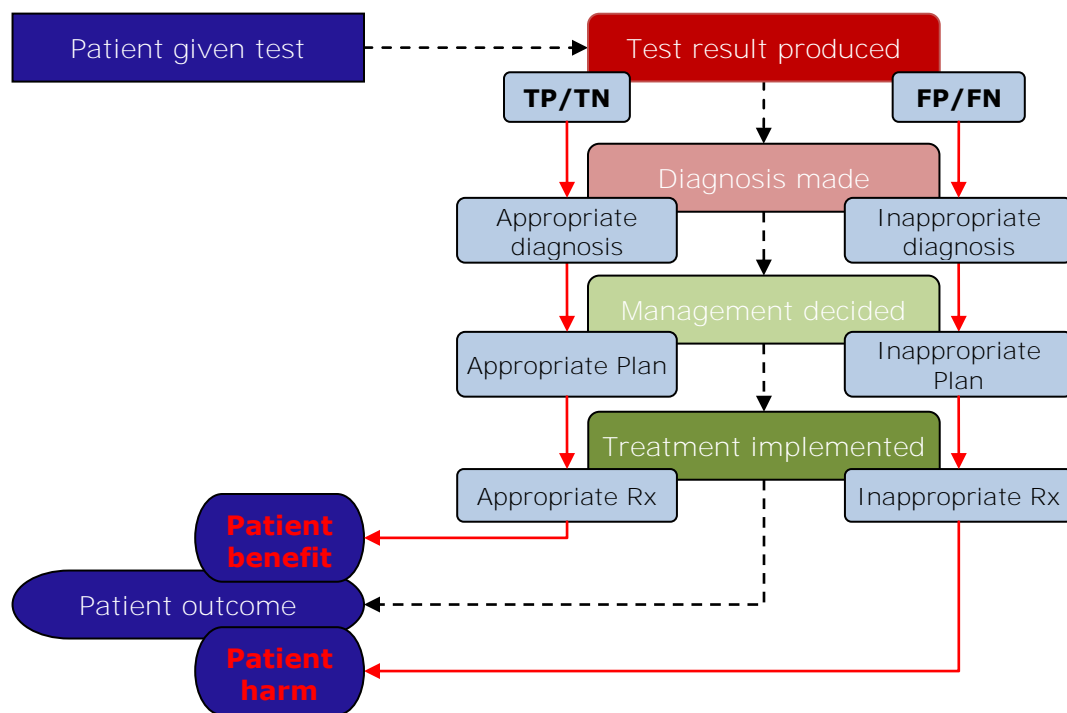 Patient given test
Test result produced
TP/TN
FP/FN
Diagnosis made
Appropriate
diagnosis
Inappropriate
diagnosis
Management decided
Appropriate Plan
Inappropriate
Plan
Treatment implemented
Appropriate Rx
Inappropriate Rx
Patient
benefit
Patient outcome
Patient
harm